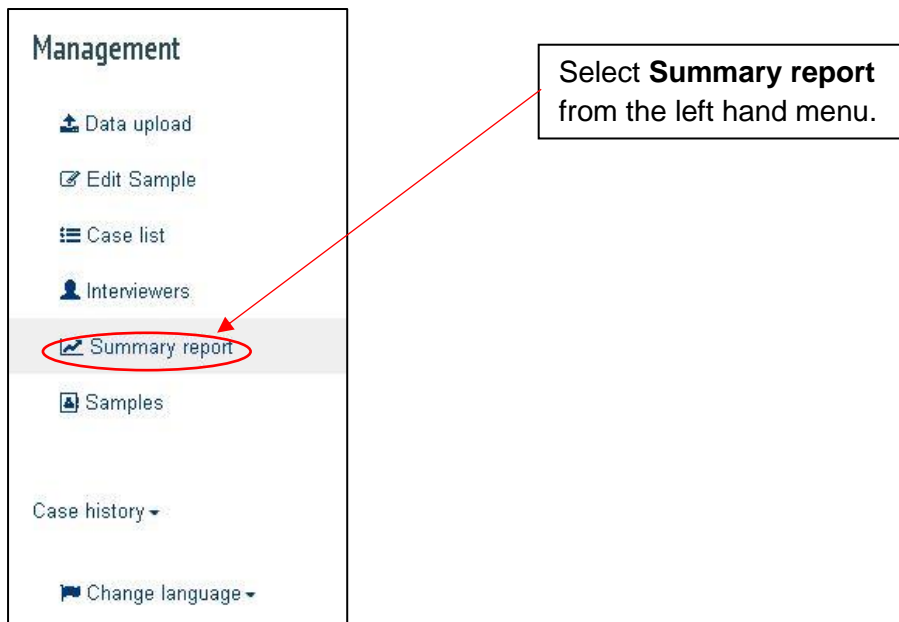 Management
Data upload
Edit Sample
Case list
Interviewers
Summary report
Samples
Case history
Change language
Select Summary report
from the left hand menu.